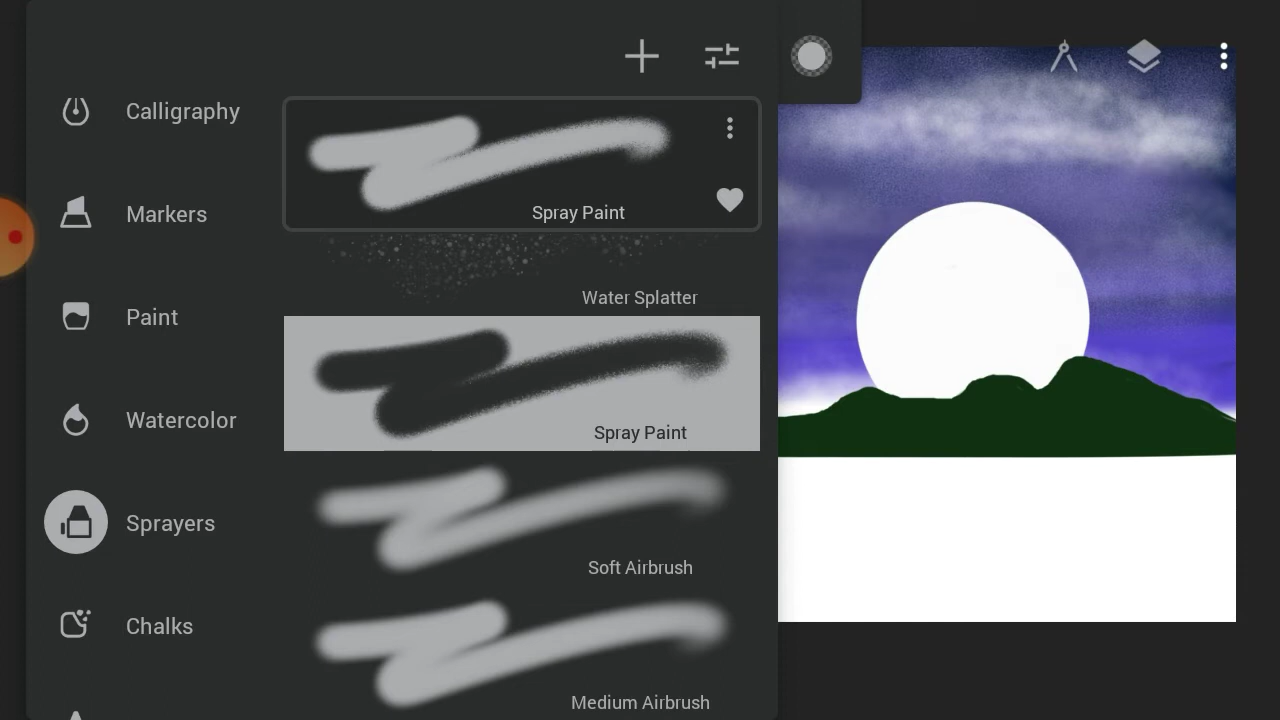 Calligraphy
Markers
Paint
Watercolor
Sprayers
Chalks
Spray Paint
Water Splatter
Spray Paint
Soft Airbrush
Medium Airbrush